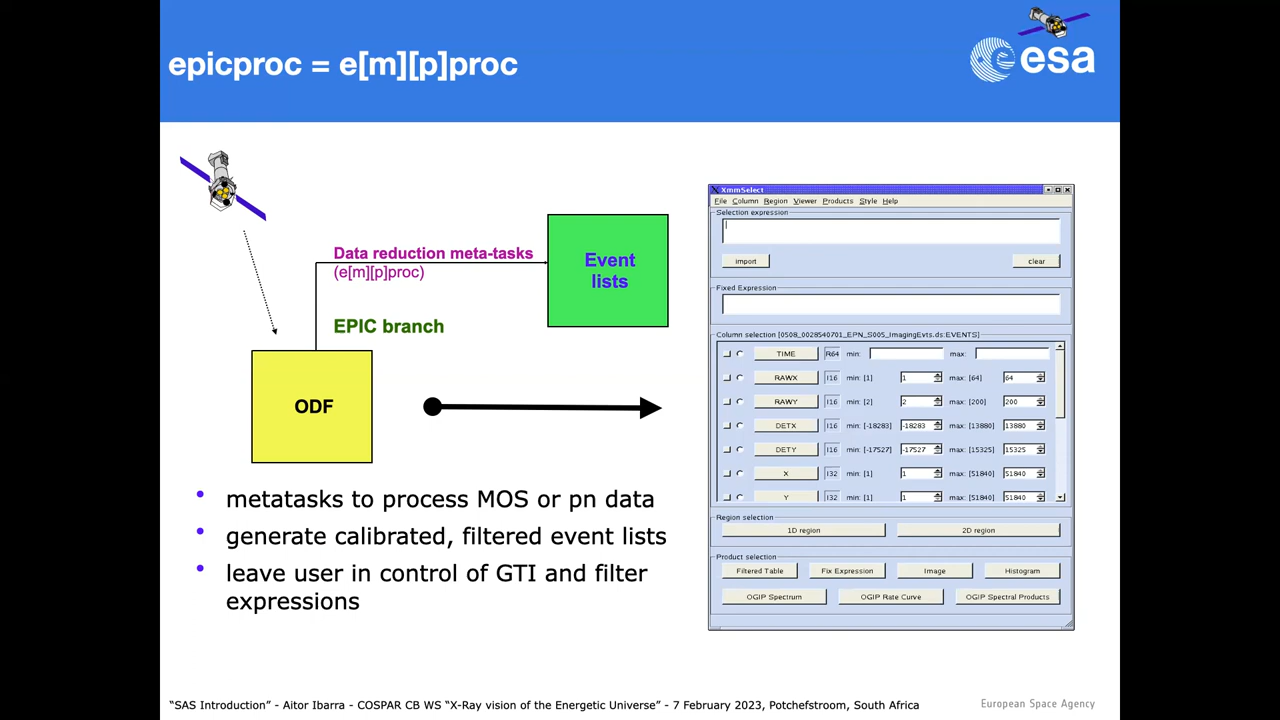 epicproc = e[m][p]proc
esa
Data reduction meta-tasks
(e[m][p]proc)
EPIC branch
Event
lists
ODF
metatasks to process MOS or pn data
generate calibrated, filtered event lists
leave user in control of GTI and filter
expressions
XmmSelect
File Column Region Viewer Products Style Help
Selection expression
import clear
Fixed Expression
Column selection [0508_0028540701_EPN_S005_ImagingEvts.ds:EVENTS]
TIME R64 min: max:
RAWX I16 min: [1] 1 max: [64] 64
RAWY I16 min: [2] 2 max: [200] 200
DETX I16 min: [-18283] -18283 max: [13880] 13880
DETY I16 min: [-17527] -17527 max: [15325] 15325
X I32 min: [1] 1 max: [51840] 51840
Y I32 min: [1] 1 max: [51840] 51840
Region selection
1D region 2D region
Product selection
Filtered Table Fix Expression Image Histogram
OGIP Spectrum OGIP Rate Curve OGIP Spectral Products
"SAS Introduction" - Aitor Ibarra - COSPAR CB WS "X-Ray vision of the Energetic Universe" - 7 February 2023, Potchefstroom, South Africa
European Space Agency